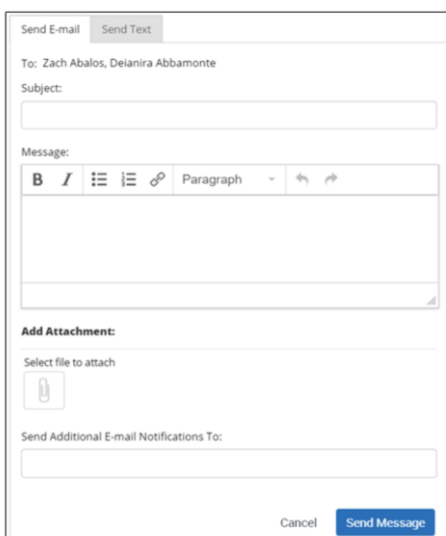 Send E-mail Send Text
To: Zach Abalos, Deianira Abbamonte
Subject:
Message:
B I Paragraph
Add Attachment:
Select file to attach
Send Additional E-mail Notifications To:
Cancel Send Message